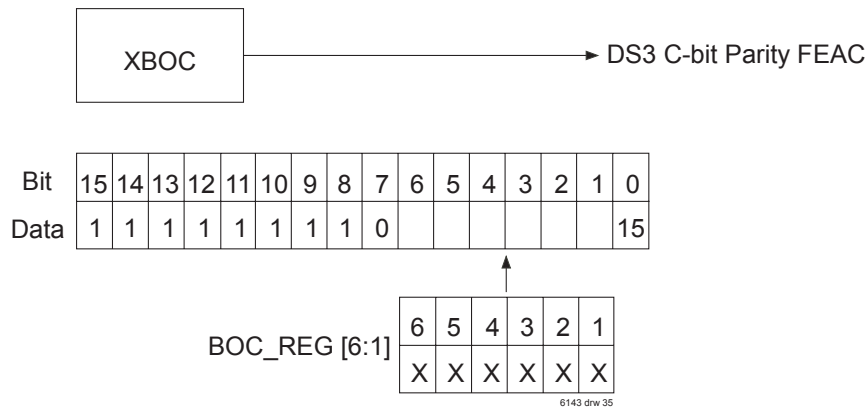 XBOC DS3 C-bit Parity FEAC
Bit 15 14 13 12 11 10 9 8 7 6 5 4 3 2 1 0
Data 1 1 1 1 1 1 1 1 0 15
6 5 4 3 2 1
BOC_REG [6:1]
X X X X X X
6143 drw 35